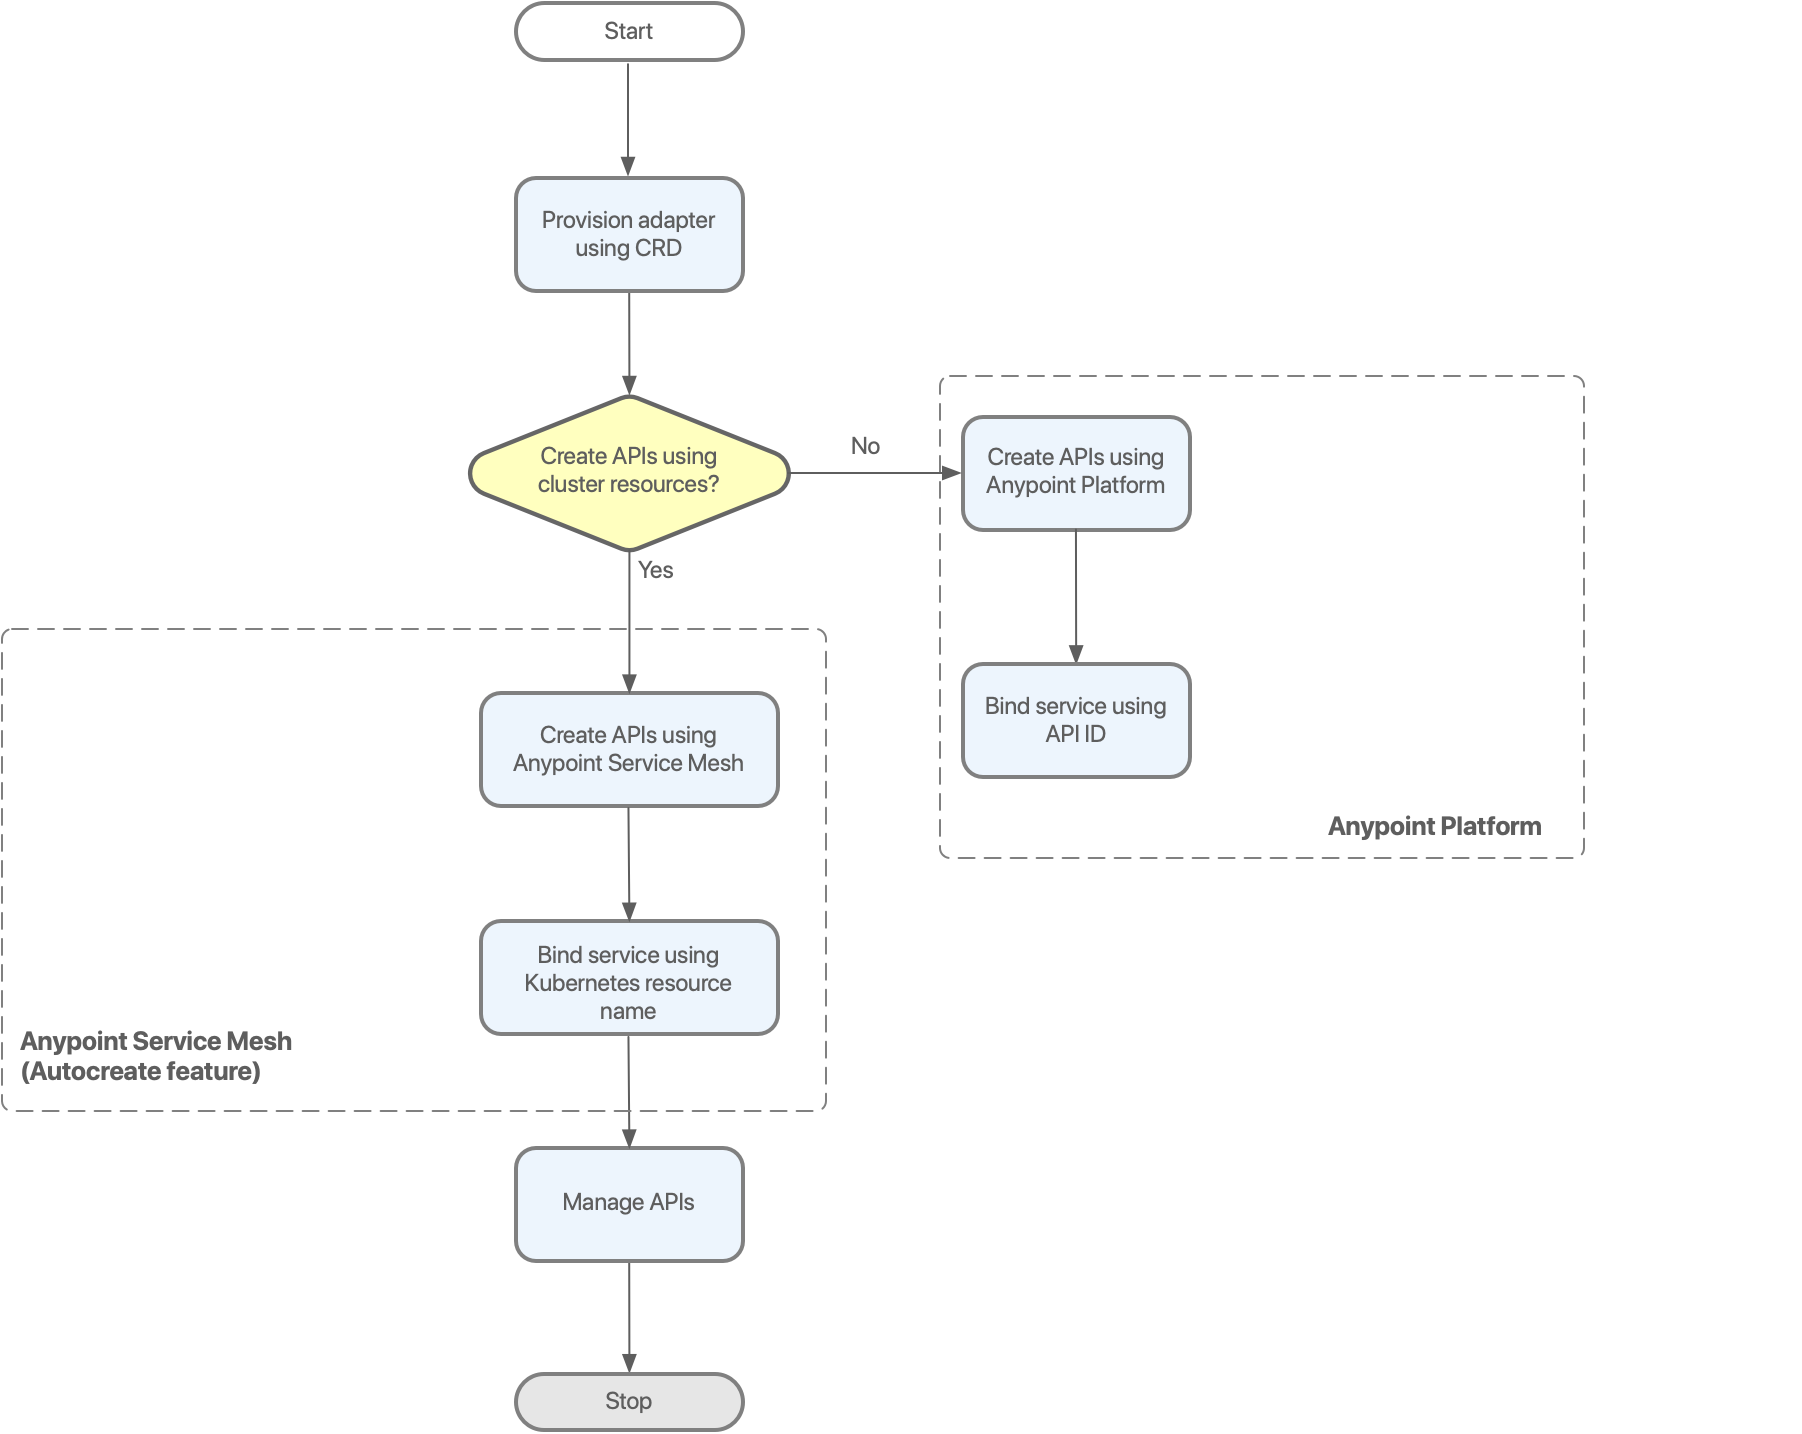 Start
Provision adapter
using CRD
Create APIs using
cluster resources?
No
Yes
Create APIs using
Anypoint Platform
Bind service using
API ID
Anypoint Platform
Create APIs using
Anypoint Service Mesh
Bind service using
Kubernetes resource
name
Anypoint Service Mesh
(Autocreate feature)
Manage APIs
Stop